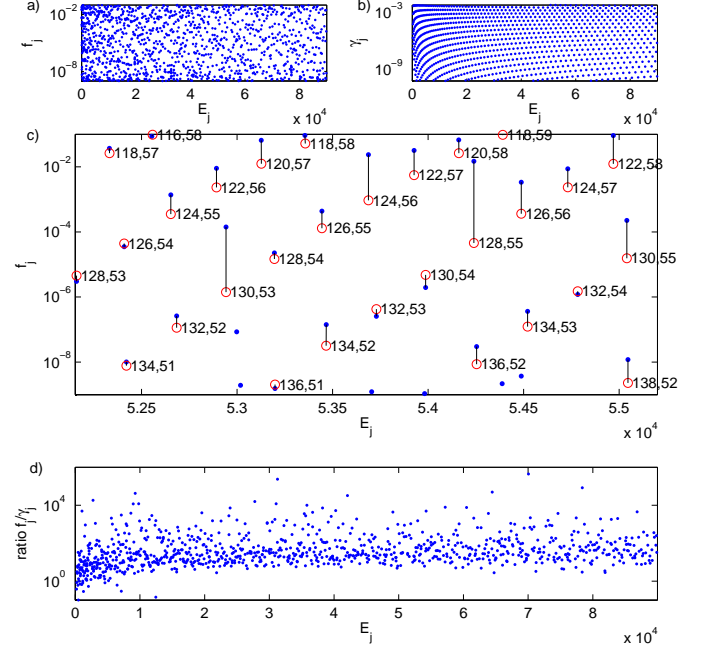 a)
10^-2
10^-8
f_j
0 2 4 6 8
E_j
x 10^4
b)
10^-3
10^-9
γ_j
0 2 4 6 8
E_j
x 10^4
c)
10^-2
10^-4
10^-6
10^-8
f_j
116,58
118,59
118,57
118,58
120,57
120,58
122,56
122,57
122,58
124,55
124,56
124,57
126,54
126,55
126,56
128,53
128,54
128,55
130,53
130,54
130,55
132,52
132,53
132,54
134,51
134,52
134,53
136,51
136,52
138,52
5.25 5.3 5.35 5.4 5.45 5.5
E_j
x 10^4
d)
10^4
10^0
ratio f_j/γ_j
0 1 2 3 4 5 6 7 8
E_j
x 10^4